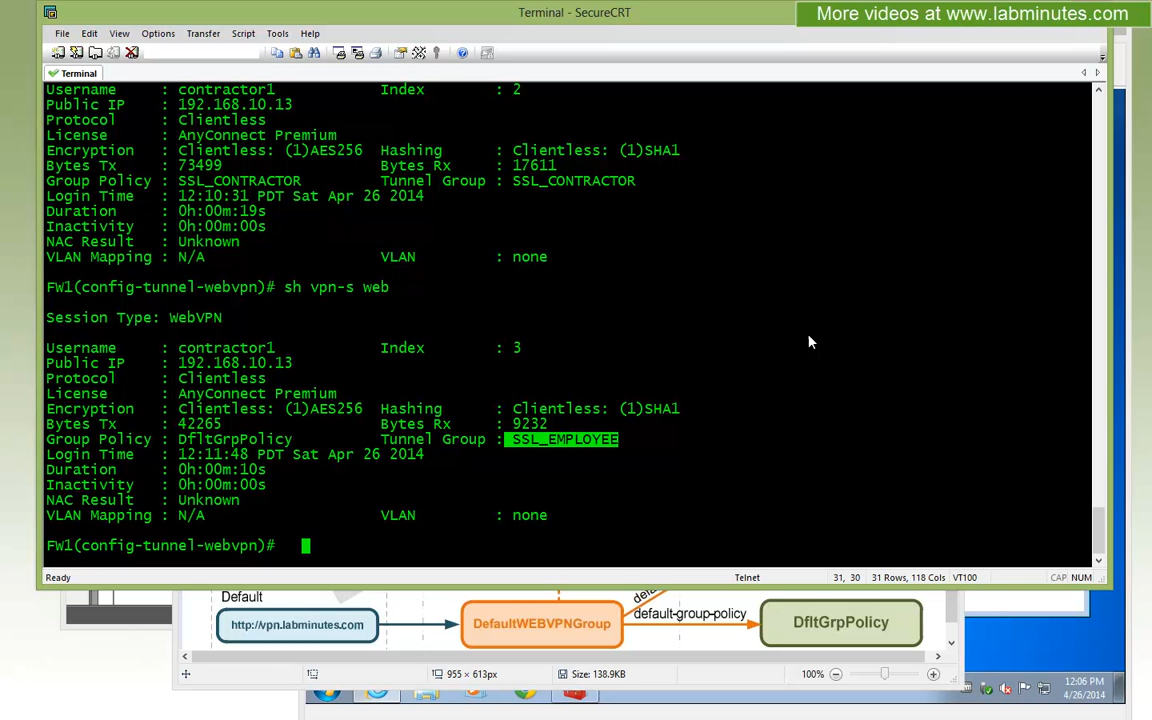 Terminal - SecureCRT
More videos at www.labminutes.com
File Edit View Options Transfer Script Tools Help
Terminal
Username : contractor1 Index : 2
Public IP : 192.168.10.13
Protocol : Clientless
License : AnyConnect Premium
Encryption : Clientless: (1)AES256 Hashing : Clientless: (1)SHA1
Bytes Tx : 73499 Bytes Rx : 17611
Group Policy : SSL_CONTRACTOR Tunnel Group : SSL_CONTRACTOR
Login Time : 12:10:31 PDT Sat Apr 26 2014
Duration : 0h:00m:19s
Inactivity : 0h:00m:00s
NAC Result : Unknown
VLAN Mapping : N/A VLAN : none
FW1(config-tunnel-webvpn)# sh vpn-s web
Session Type: WebVPN
Username : contractor1 Index : 3
Public IP : 192.168.10.13
Protocol : Clientless
License : AnyConnect Premium
Encryption : Clientless: (1)AES256 Hashing : Clientless: (1)SHA1
Bytes Tx : 42265 Bytes Rx : 9232
Group Policy : DfltGrpPolicy Tunnel Group : SSL_EMPLOYEE
Login Time : 12:11:48 PDT Sat Apr 26 2014
Duration : 0h:00m:10s
Inactivity : 0h:00m:00s
NAC Result : Unknown
VLAN Mapping : N/A VLAN : none
FW1(config-tunnel-webvpn)#
Ready Telnet 31, 30 31 Rows, 118 Cols VT100 CAP NUM
Default
default-group-policy
http://vpn.labminutes.com DefaultWEBVPNGroup DfltGrpPolicy
955 × 613px Size: 138.9KB 100%
12:06 PM
4/26/2014